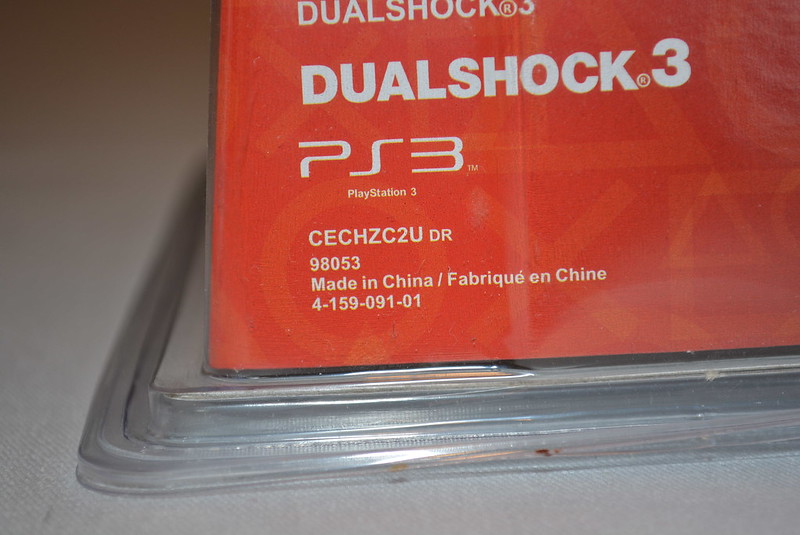 DUALSHOCK®3
DUALSHOCK®3
PS3™
PlayStation 3
CECHZC2U DR
98053
Made in China / Fabriqué en Chine
4-159-091-01